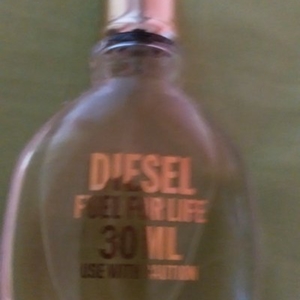 DIESEL
FUEL FOR LIFE
30 ML
USE WITH CAUTION